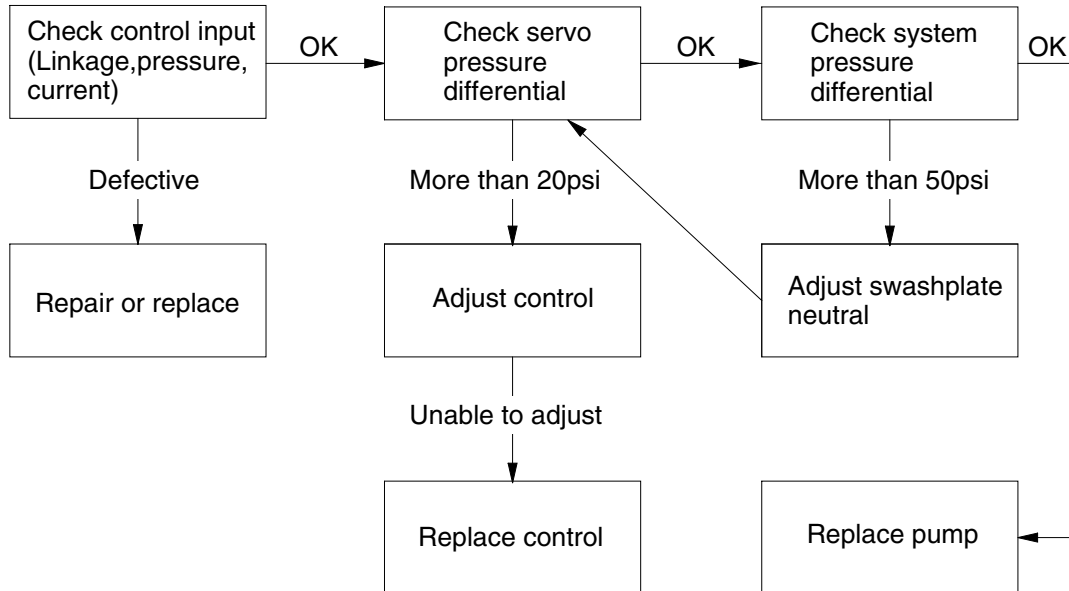 Check control input
(Linkage,pressure,
current)
OK
Check servo
pressure
differential
OK
Check system
pressure
differential
OK
Defective
More than 20psi
More than 50psi
Repair or replace
Adjust control
Adjust swashplate
neutral
Unable to adjust
Replace control
Replace pump